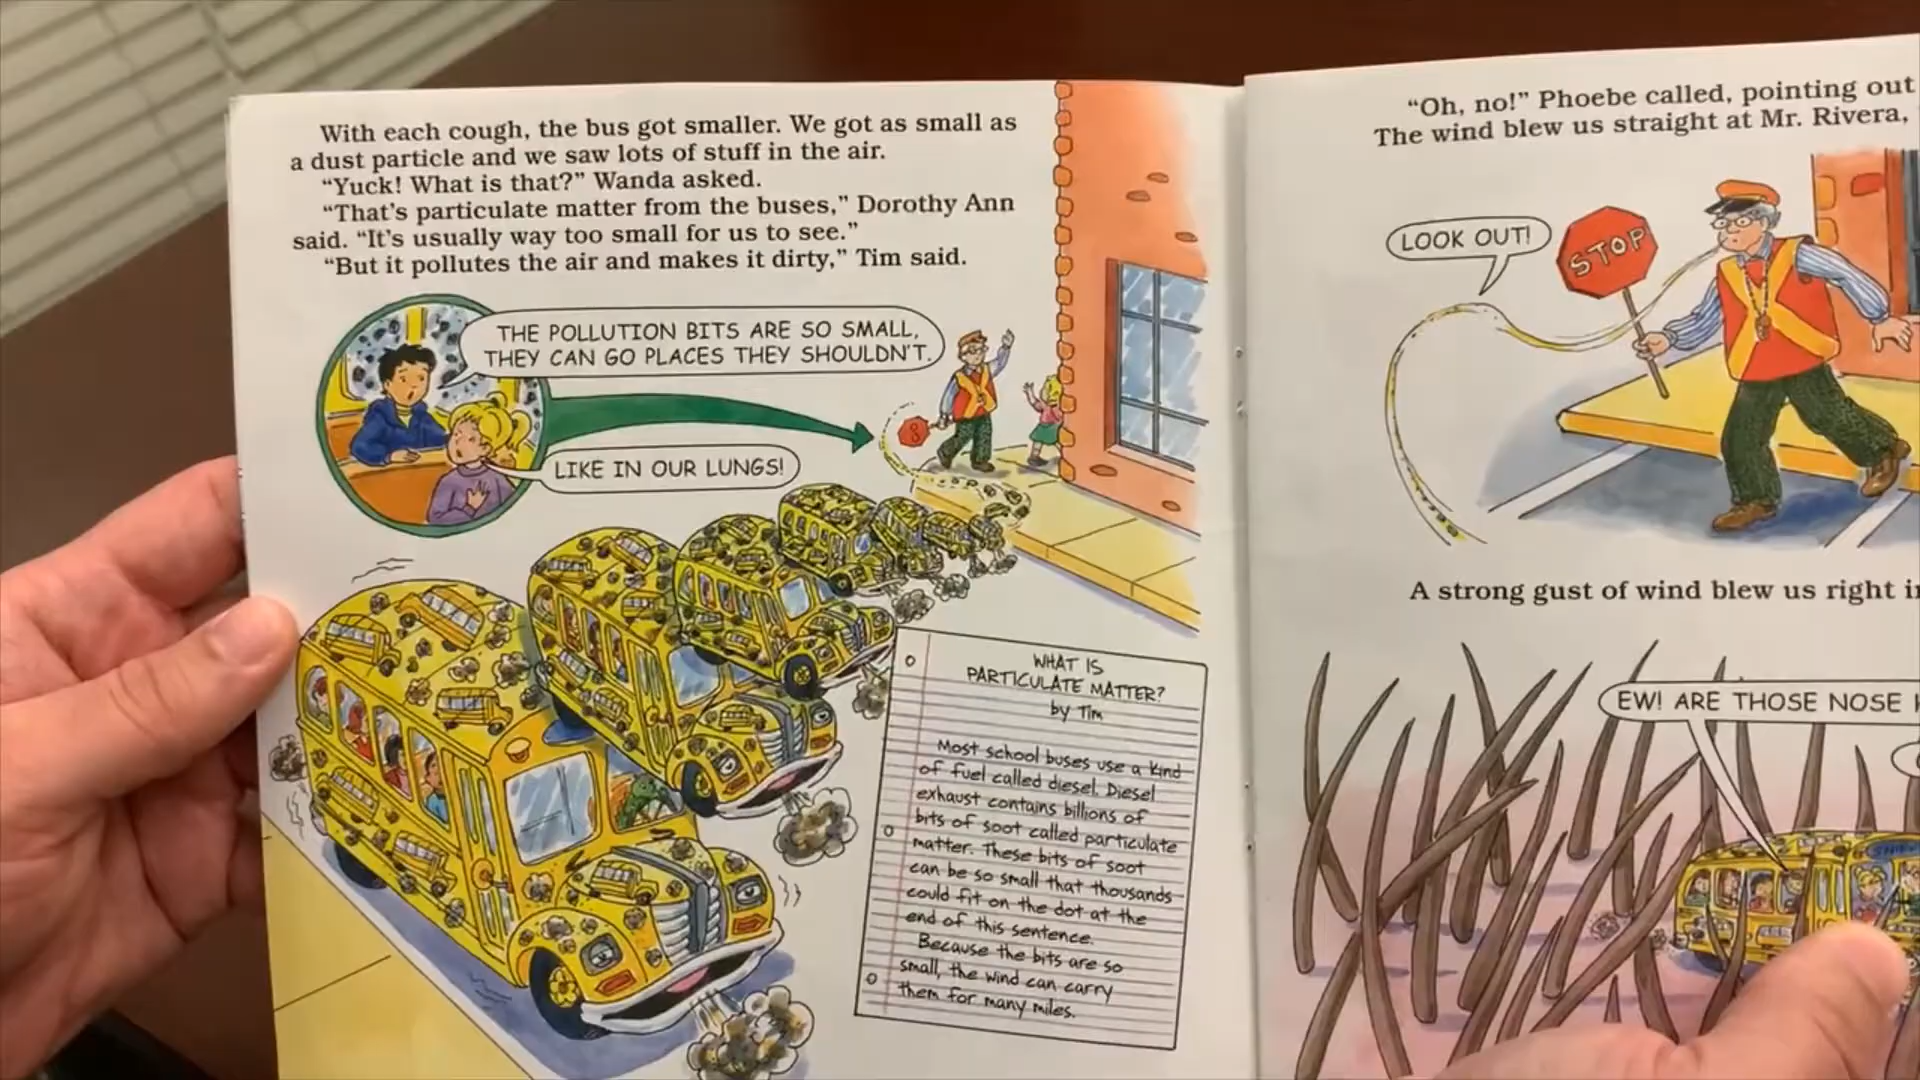 With each cough, the bus got smaller. We got as small as
a dust particle and we saw lots of stuff in the air.
“Yuck! What is that?” Wanda asked.
“That’s particulate matter from the buses,” Dorothy Ann
said. “It’s usually way too small for us to see.”
“But it pollutes the air and makes it dirty,” Tim said.
THE POLLUTION BITS ARE SO SMALL,
THEY CAN GO PLACES THEY SHOULDN’T.
LIKE IN OUR LUNGS!
WHAT IS
PARTICULATE MATTER?
by Tim
Most school buses use a kind
of fuel called diesel. Diesel
exhaust contains billions of
bits of soot called particulate
matter. These bits of soot
can be so small that thousands
could fit on the dot at the
end of this sentence.
Because the bits are so
small, the wind can carry
them for many miles.
“Oh, no!” Phoebe called, pointing out
The wind blew us straight at Mr. Rivera,
LOOK OUT!
STOP
A strong gust of wind blew us right
EW! ARE THOSE NOSE